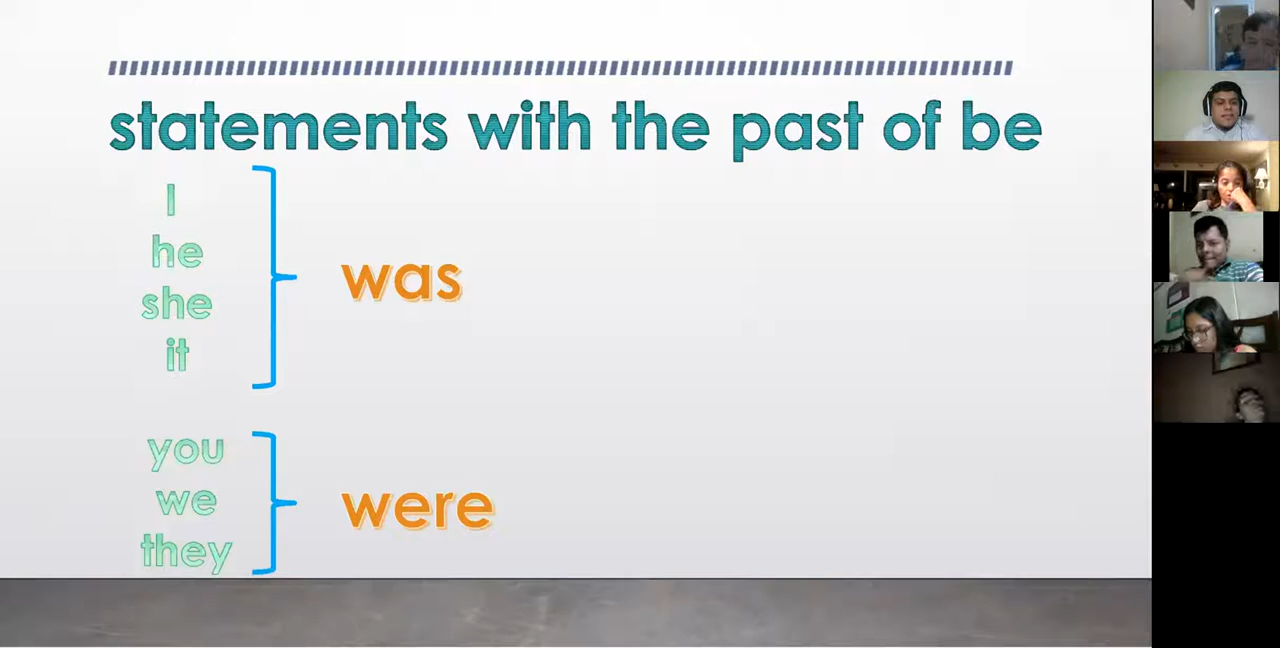 statements with the past of be
I
he
she
it
was
you
we
they
were